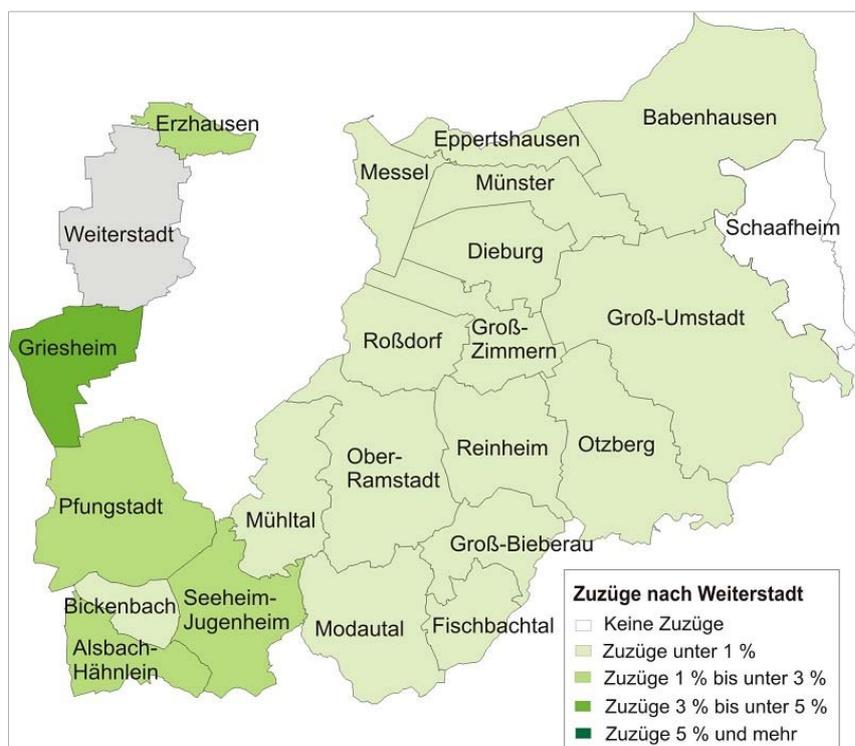 Babenhausen
Erzhausen
Eppertshausen
Messel
Münster
Schaafheim
Weiterstadt
Dieburg
Groß-Umstadt
Griesheim
Roßdorf
Groß-
Zimmern
Ober-
Ramstadt
Reinheim
Otzberg
Pfungstadt
Mühltal
Groß-Bieberau
Bickenbach
Seeheim-
Jugenheim
Modautal
Fischbachtal
Alsbach-
Hähnlein
Zuzüge nach Weiterstadt
Keine Zuzüge
Zuzüge unter 1 %
Zuzüge 1 % bis unter 3 %
Zuzüge 3 % bis unter 5 %
Zuzüge 5 % und mehr